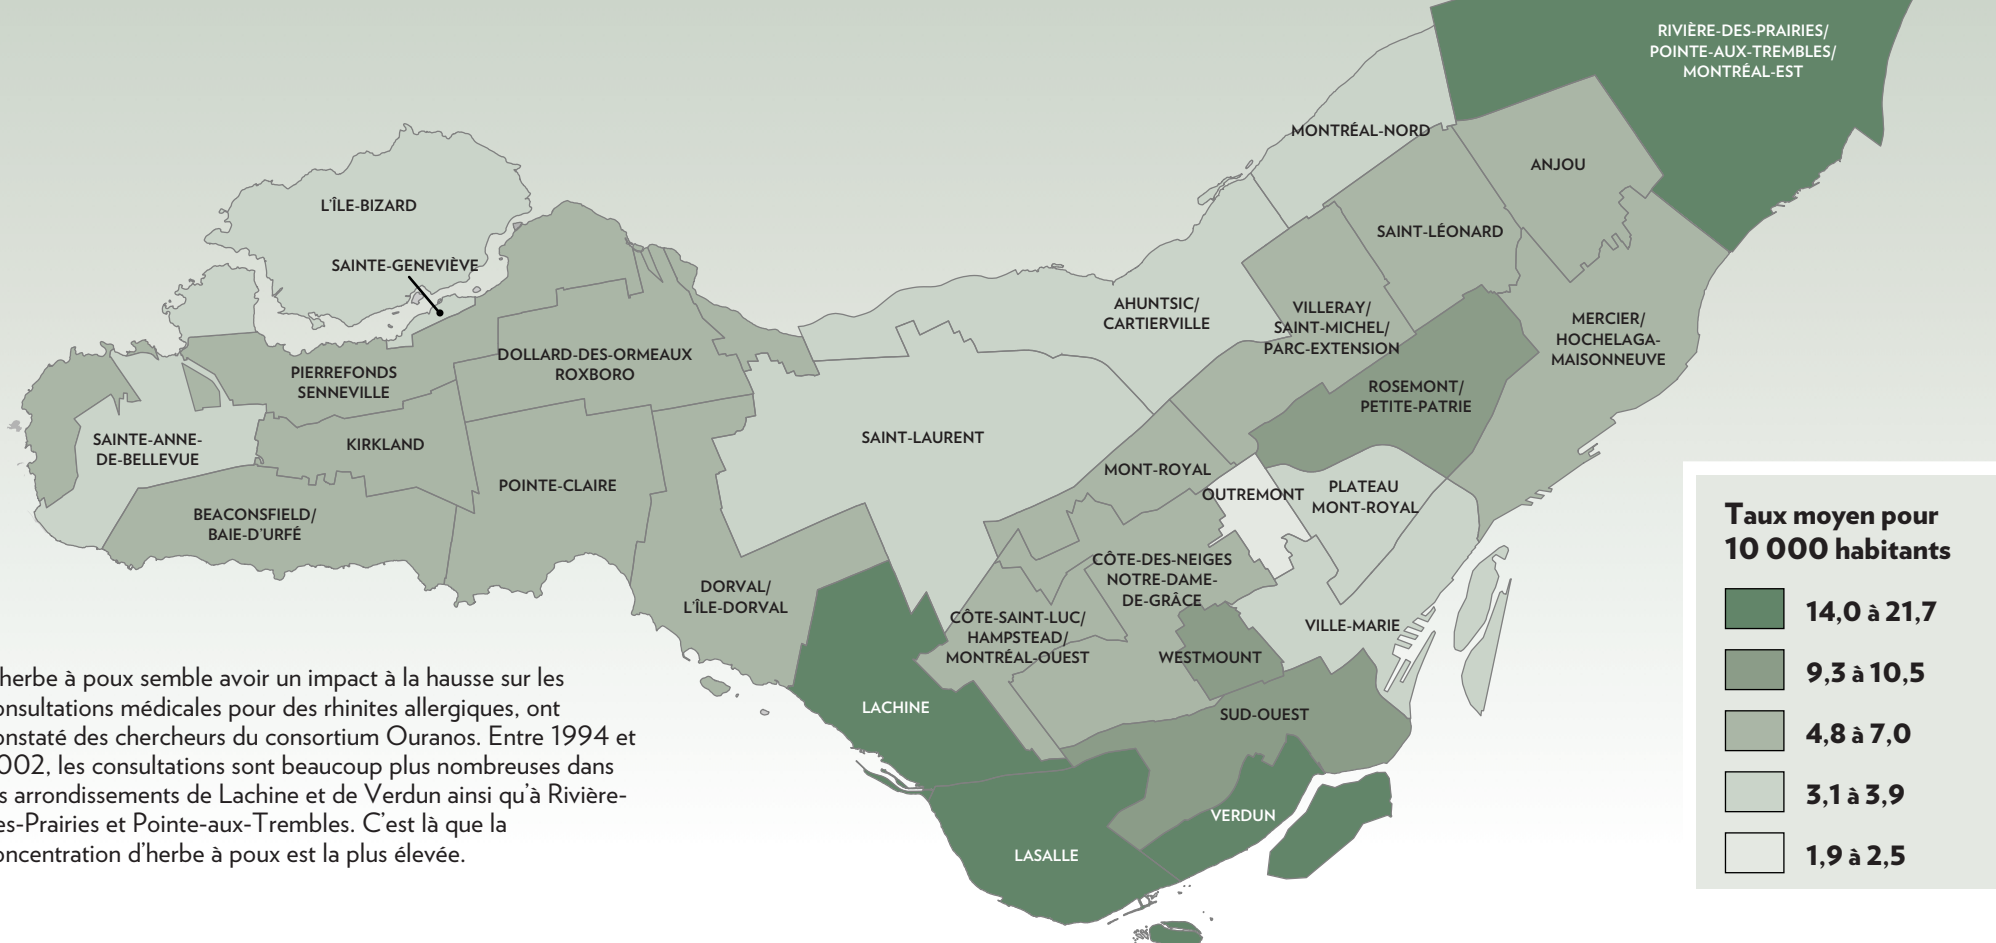 RIVIÈRE-DES-PRAIRIES/
POINTE-AUX-TREMBLES/
MONTRÉAL-EST
MONTRÉAL-NORD
ANJOU
L'ÎLE-BIZARD
SAINT-LÉONARD
SAINTE-GENEVIÈVE
AHUNTSIC/
CARTIERVILLE
VILLERAY/
SAINT-MICHEL/
PARC-EXTENSION
MERCIER/
HOCHELAGA-
MAISONNEUVE
DOLLARD-DES-ORMEAUX
ROXBORO
PIERREFONDS
SENNEVILLE
ROSEMONT/
PETITE-PATRIE
SAINTE-ANNE-
DE-BELLEVUE
KIRKLAND
SAINT-LAURENT
MONT-ROYAL
POINTE-CLAIRE
OUTREMONT
PLATEAU
MONT-ROYAL
BEACONSFIELD/
BAIE-D'URFÉ
CÔTE-DES-NEIGES
NOTRE-DAME-
DE-GRÂCE
DORVAL/
L'ÎLE-DORVAL
CÔTE-SAINT-LUC/
HAMPSTEAD/
MONTRÉAL-OUEST
VILLE-MARIE
WESTMOUNT
LACHINE
SUD-OUEST
VERDUN
LASALLE
Taux moyen pour
10 000 habitants
14,0 à 21,7
9,3 à 10,5
4,8 à 7,0
3,1 à 3,9
1,9 à 2,5
herbe à poux semble avoir un impact à la hausse sur les
onsultations médicales pour des rhinites allergiques, ont
onstaté des chercheurs du consortium Ouranos. Entre 1994 et
002, les consultations sont beaucoup plus nombreuses dans
s arrondissements de Lachine et de Verdun ainsi qu'à Rivière-
es-Prairies et Pointe-aux-Trembles. C'est là que la
oncentration d'herbe à poux est la plus élevée.